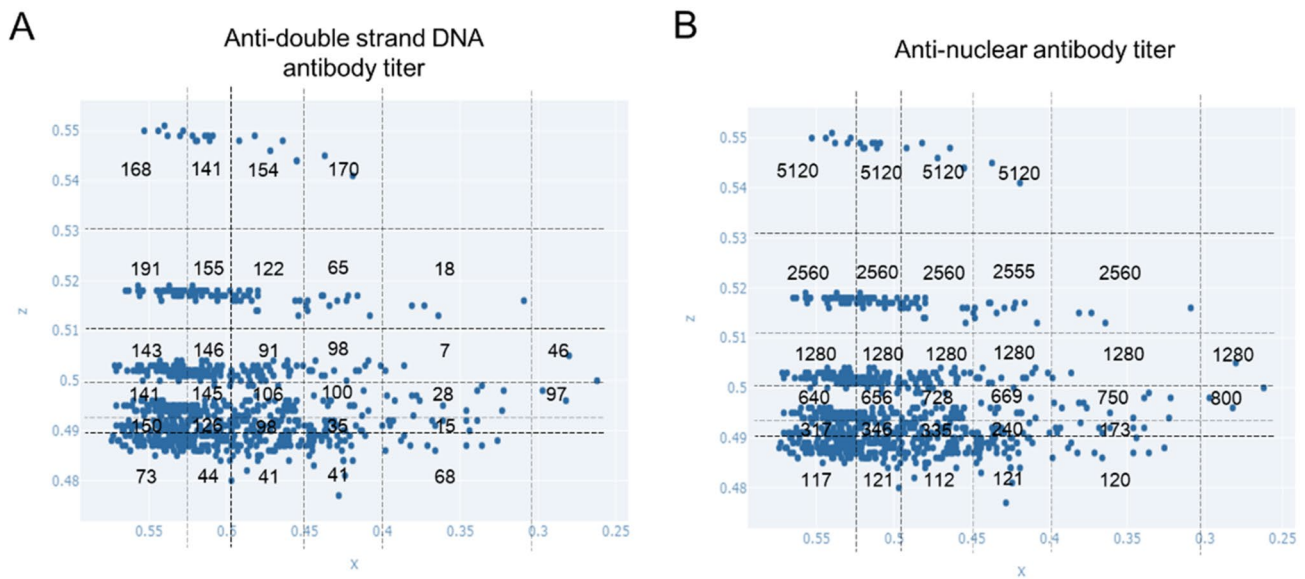 A
Anti-double strand DNA
antibody titer
0.55
168 141 154 170
0.54
0.53
191 155 122 65 18
0.52
z
0.51
143 146 91 98 7 46
0.5
141 145 106 100 28 97
0.49
150 126 98 35 15
0.48
73 44 41 41 68
0.55 0.5 0.45 0.4 0.35 0.3 0.25
x
B
Anti-nuclear antibody titer
0.55
5120 5120 5120 5120
0.54
0.53
2560 2560 2560 2555 2560
0.52
z
0.51
1280 1280 1280 1280 1280 1280
0.5
640 656 728 669 750 800
0.49
317 346 335 240 173
0.48
117 121 112 121 120
0.55 0.5 0.45 0.4 0.35 0.3 0.25
x